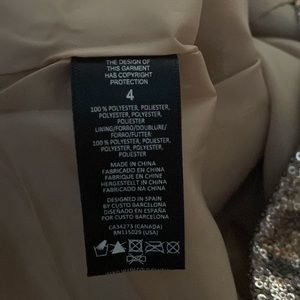 THE DESIGN OF
THIS GARMENT
HAS COPYRIGHT
PROTECTION
4
100% POLYESTER, POLIESTER,
POLYESTER, POLYESTER,
POLIESTER
LINING/FORRO/DOUBLURE/
FORRO/FUTTER:
100% POLYESTER, POLIESTER,
POLYESTER, POLYESTER,
POLIESTER
MADE IN CHINA
FABRICADO EN CHINA
FABRIQUE EN CHINE
HERGESTELLT IN CHINA
FABRICADO EN CHINA
DESIGNED IN SPAIN
BY CUSTO BARCELONA
DISEÑADO EN ESPAÑA
POR CUSTO BARCELONA
CA34273 (CANADA)
RN115025 (USA)